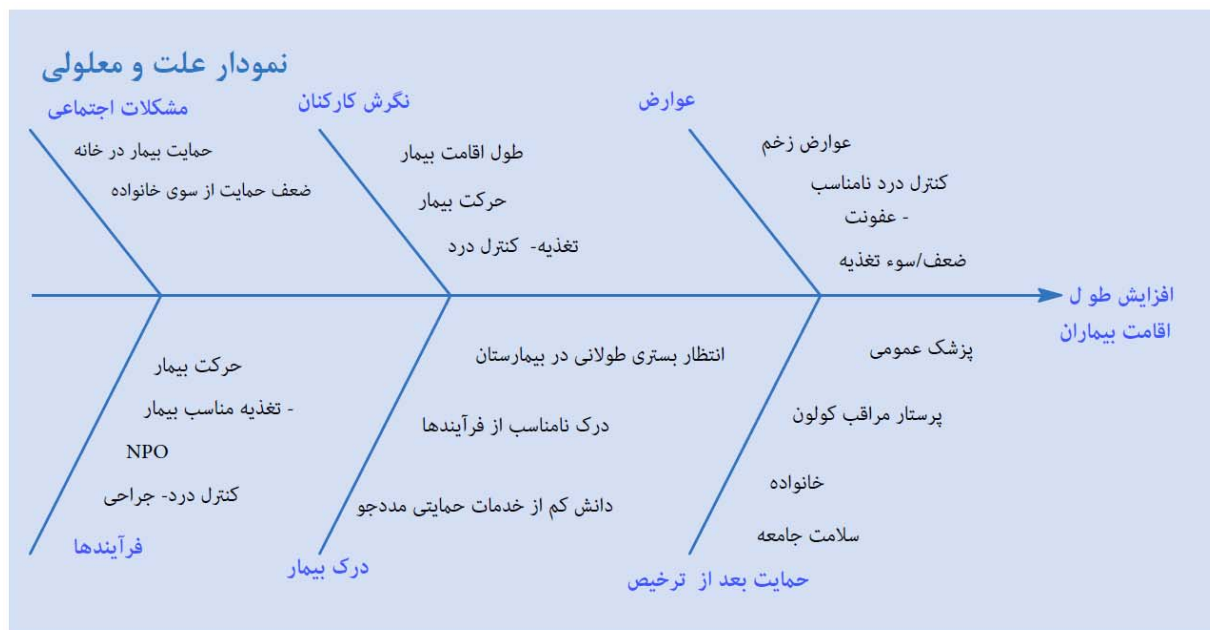 نمودار علت و معلولی
عوارض
عوارض زخم
کنترل درد نامناسب
- عفونت
ضعف/سوء تغذیه
نگرش کارکنان
طول اقامت بیمار
حرکت بیمار
تغذیه- کنترل درد
مشکلات اجتماعی
حمایت بیمار در خانه
ضعف حمایت از سوی خانواده
افزایش طو ل
اقامت بیماران
پزشک عمومی
پرستار مراقب کولون
خانواده
سلامت جامعه
حمایت بعد از ترخیص
انتظار بستری طولانی در بیمارستان
درک نامناسب از فرآیندها
دانش کم از خدمات حمایتی مددجو
درک بیمار
حرکت بیمار
- تغذیه مناسب بیمار
NPO
کنترل درد- جراحی
فرآیندها